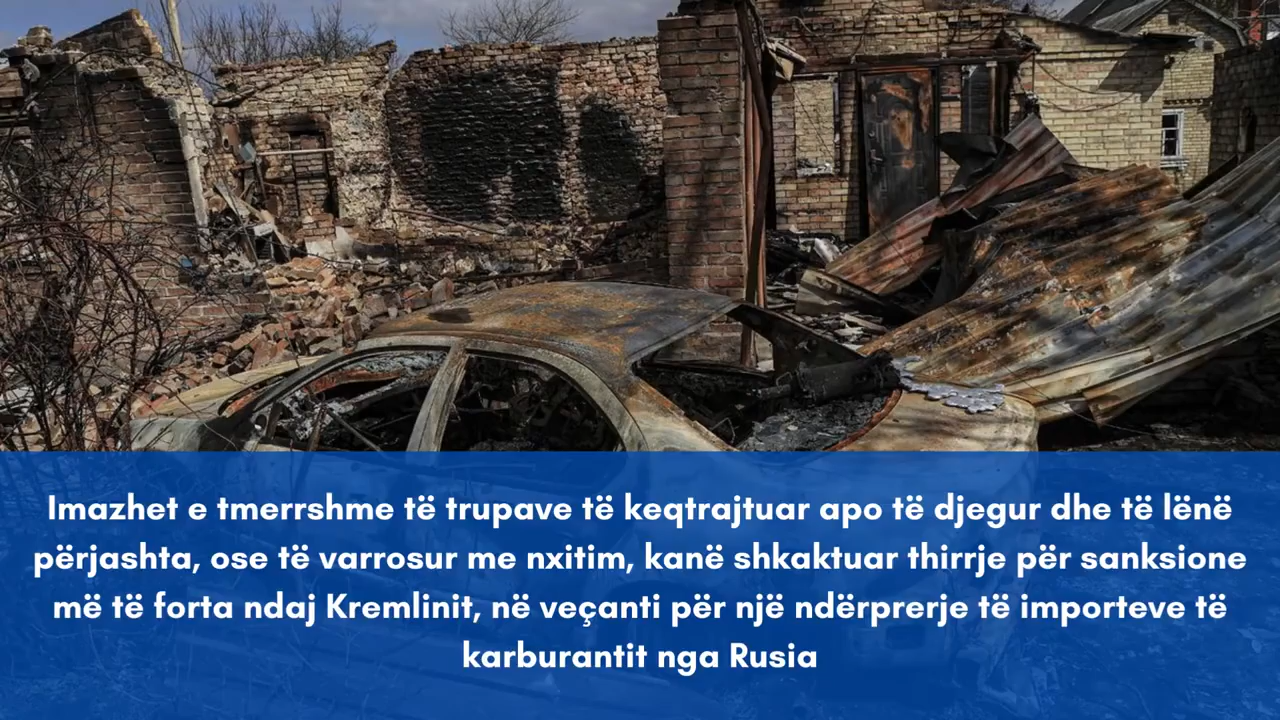 Imazhet e tmerrshme të trupave të keqtrajtuar apo të djegur dhe të lënë
përjashta, ose të varrosur me nxitim, kanë shkaktuar thirrje për sanksione
më të forta ndaj Kremlinit, në veçanti për një ndërprerje të importeve të
karburantit nga Rusia